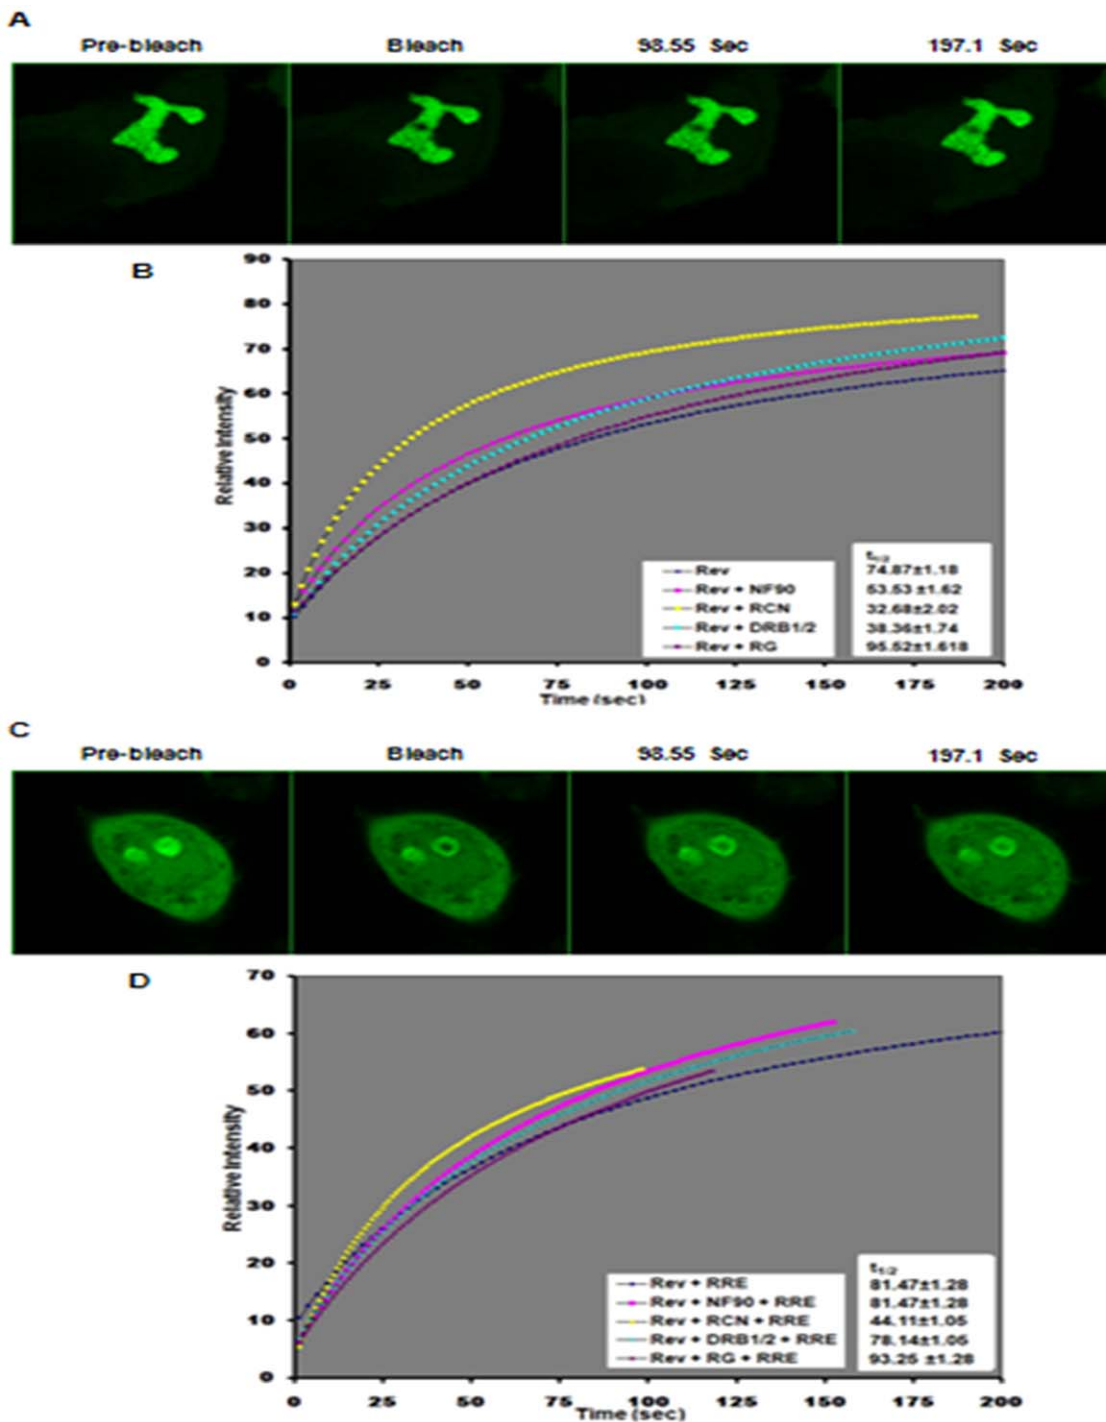 A
Pre-bleach Bleach 98.55 Sec 197.1 Sec
B
90
80
70
60
50
40
30
20
10
0
Relative Intensity
0 25 50 75 100 125 150 175 200
Time (sec)
t1/2
Rev 74.87±1.18
Rev + NF90 53.53 ±1.62
Rev + RCN 32.68±2.02
Rev + DRB1/2 38.36±1.74
Rev + RG 95.52±1.618
C
Pre-bleach Bleach 98.55 Sec 197.1 Sec
D
70
60
50
40
30
20
10
0
Relative Intensity
0 25 50 75 100 125 150 175 200
Time (sec)
t1/2
Rev + RRE 81.47±1.28
Rev + NF90 + RRE 81.47±1.28
Rev + RCN + RRE 44.11±1.05
Rev + DRB1/2 + RRE 78.14±1.05
Rev + RG + RRE 93.25 ±1.28